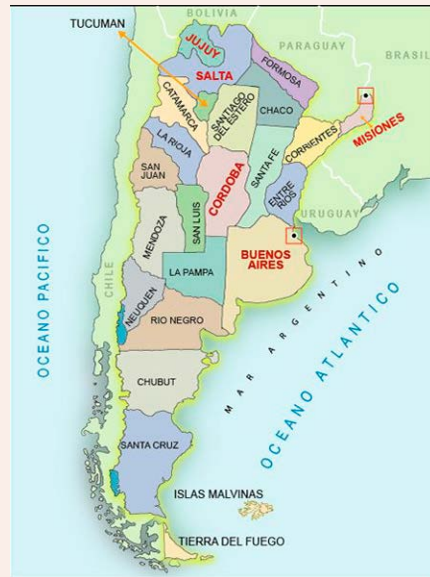 BOLIVIA
TUCUMAN
JUJUY
PARAGUAY
BRASIL
FORMOSA
SALTA
CATAMARCA
SANTIAGO
DEL ESTERO
CHACO
MISIONES
CORRIENTES
LA RIOJA
SANTA FE
SAN
JUAN
CORDOBA
ENTRE
RIOS
URUGUAY
MENDOZA
SAN LUIS
BUENOS
AIRES
CHILE
LA PAMPA
NEUQUEN
RIO NEGRO
MAR ARGENTINO
OCEANO PACIFICO
OCEANO ATLANTICO
CHUBUT
SANTA CRUZ
ISLAS MALVINAS
TIERRA DEL FUEGO